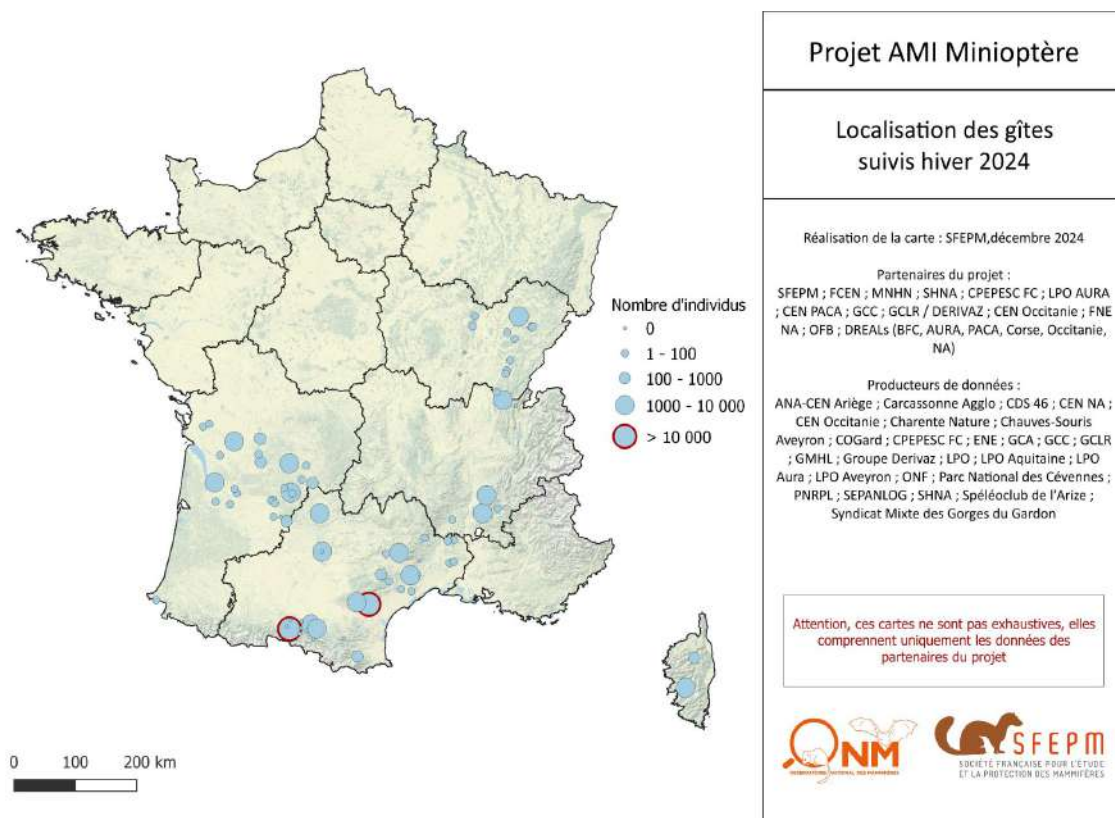 Projet AMI Minioptère
Localisation des gîtes
suivis hiver 2024
Réalisation de la carte : SFEPM,décembre 2024
Partenaires du projet :
SFEPM ; FCEN ; MNHN ; SHNA ; CPEPESC FC ; LPO AURA
; CEN PACA ; GCC ; GCLR / DERIVAZ ; CEN Occitanie ; FNE
NA ; OFB ; DREALs (BFC, AURA, PACA, Corse, Occitanie,
NA)
Producteurs de données :
ANA-CEN Ariège ; Carcassonne Agglo ; CDS 46 ; CEN NA ;
CEN Occitanie ; Charente Nature ; Chauves-Souris
Aveyron ; COGard ; CPEPESC FC ; ENE ; GCA ; GCC ; GCLR
; GMHL ; Groupe Derivaz ; LPO ; LPO Aquitaine ; LPO
Aura ; LPO Aveyron ; ONF ; Parc National des Cévennes ;
PNRPL ; SEPANLOG ; SHNA ; Spéléoclub de l'Arize ;
Syndicat Mixte des Gorges du Gardon
Attention, ces cartes ne sont pas exhaustives, elles
comprennent uniquement les données des
partenaires du projet
Nombre d'individus
0
1 - 100
100 - 1000
1000 - 10 000
> 10 000
0 100 200 km
ONM
OBSERVATOIRE NATIONAL DES MAMMIFÈRES
SFEPM
SOCIÉTÉ FRANÇAISE POUR L'ÉTUDE
ET LA PROTECTION DES MAMMIFÈRES